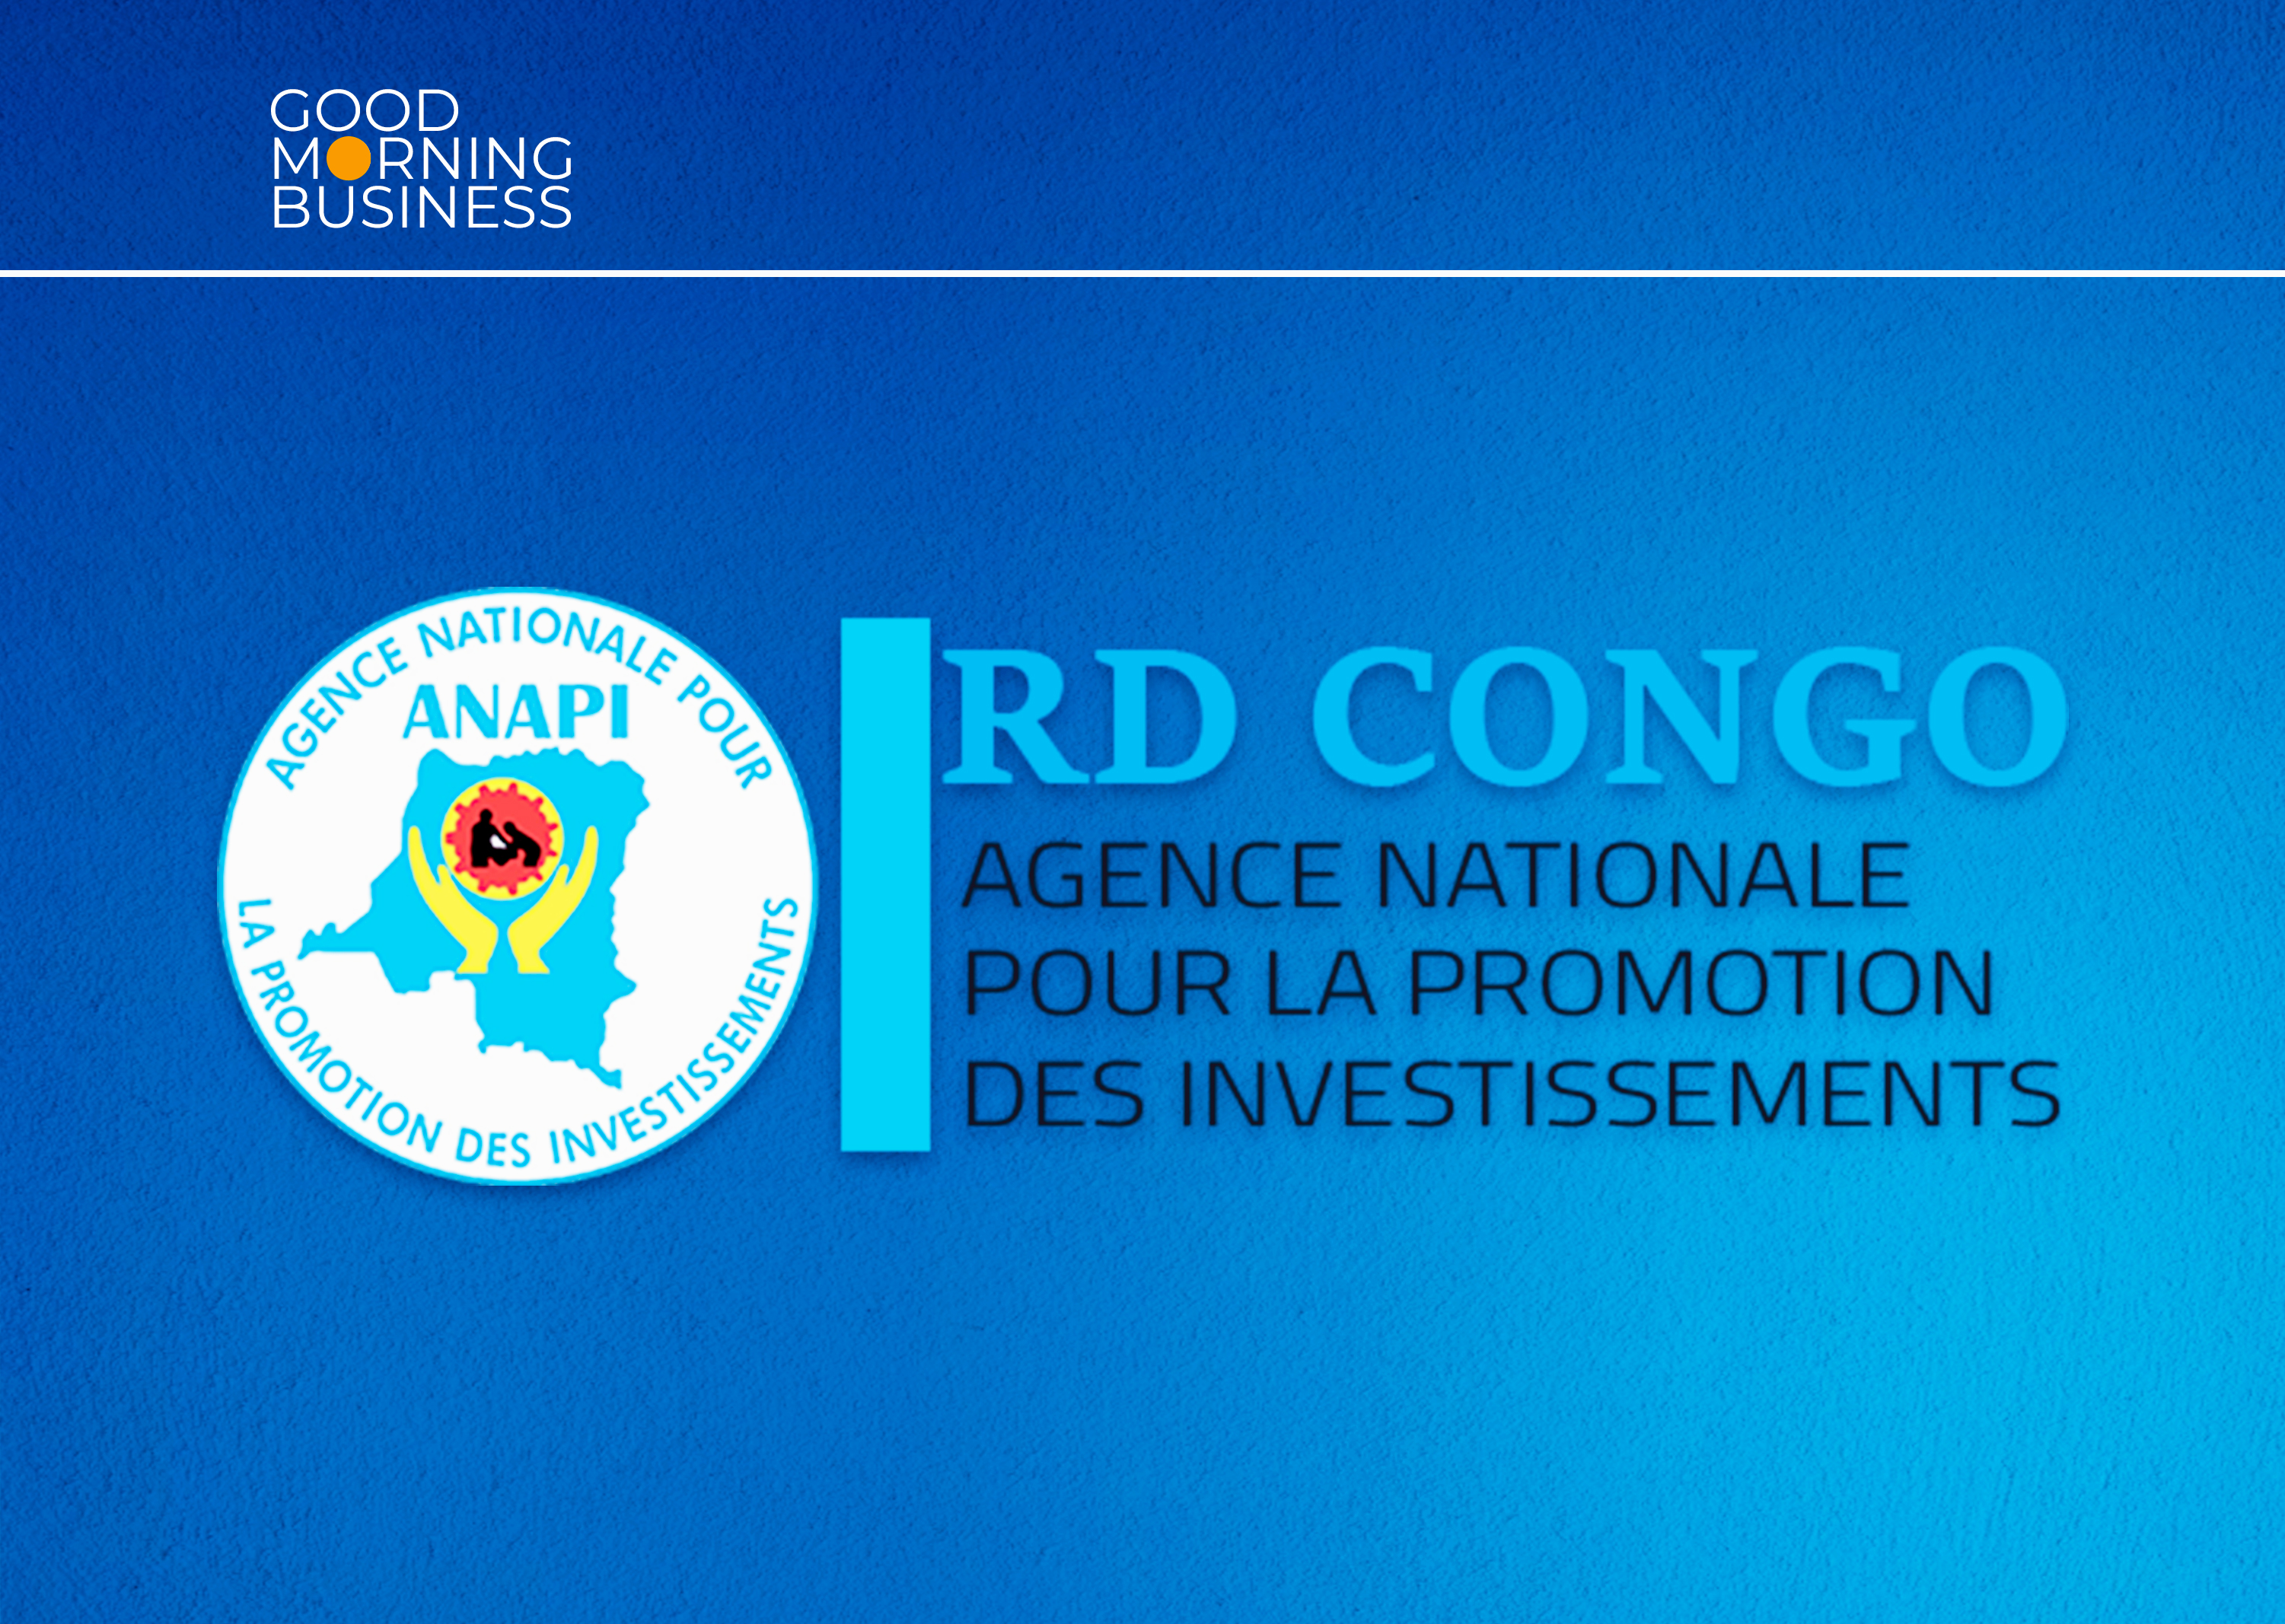 GOOD
MORNING
BUSINESS
AGENCE NATIONALE POUR
ANAPI
LA PROMOTION DES INVESTISSEMENTS
RD CONGO
AGENCE NATIONALE
POUR LA PROMOTION
DES INVESTISSEMENTS